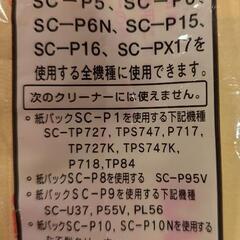 SC-P5、SC-P6、
SC-P6N、SC-P15、
SC-P16、SC-PX17を
使用する全機種に使用できます。
次のクリーナーには使えません。
◦紙パックSC-P1を使用する下記機種
SC-TP727, TPS747, P717,
TP727K, TPS747K,
P718, TP84
◦紙パックSC-P8を使用する SC-P95V
◦紙パックSC-P9を使用する下記機種
SC-U37, P55V, PL56
◦紙パックSC-P10, SC-P10Nを使用する